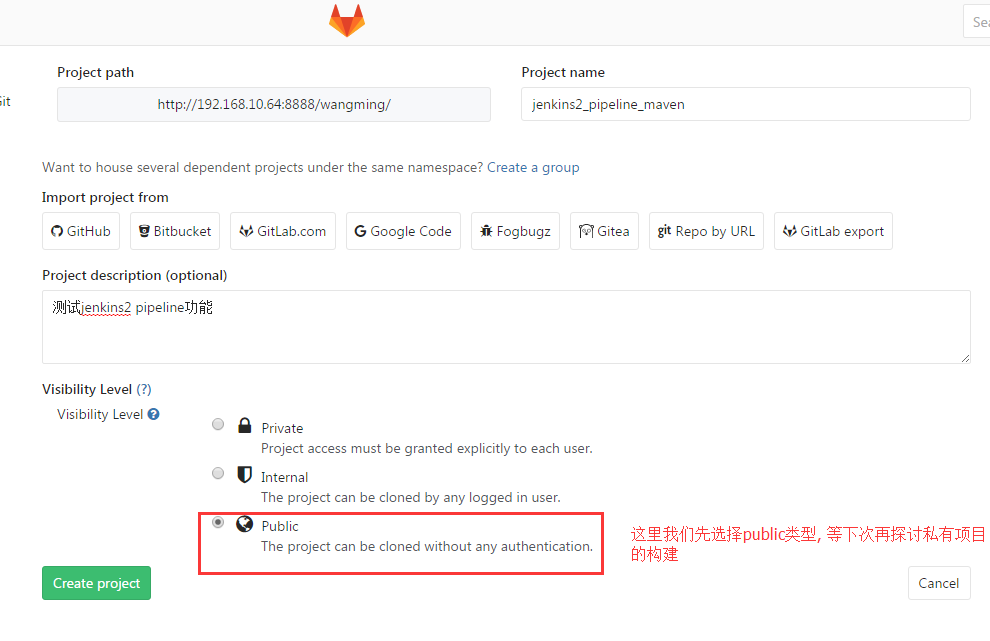 Sea
Project path
Project name
Git
http://192.168.10.64:8888/wangming/
jenkins2_pipeline_maven
Want to house several dependent projects under the same namespace? Create a group
Import project from
GitHub
Bitbucket
GitLab.com
Google Code
Fogbugz
Gitea
git Repo by URL
GitLab export
Project description (optional)
测试jenkins2 pipeline功能
Visibility Level (?)
Visibility Level
Private
Project access must be granted explicitly to each user.
Internal
The project can be cloned by any logged in user.
Public
The project can be cloned without any authentication.
这里我们先选择public类型, 等下次再探讨私有项目
的构建
Create project
Cancel